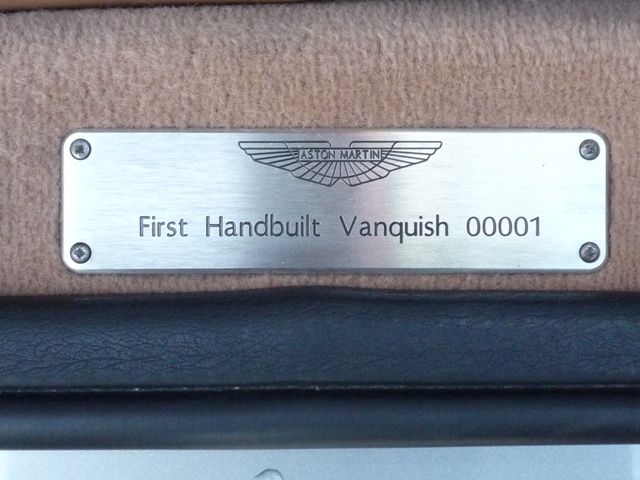 ASTON MARTIN
First Handbuilt Vanquish 00001